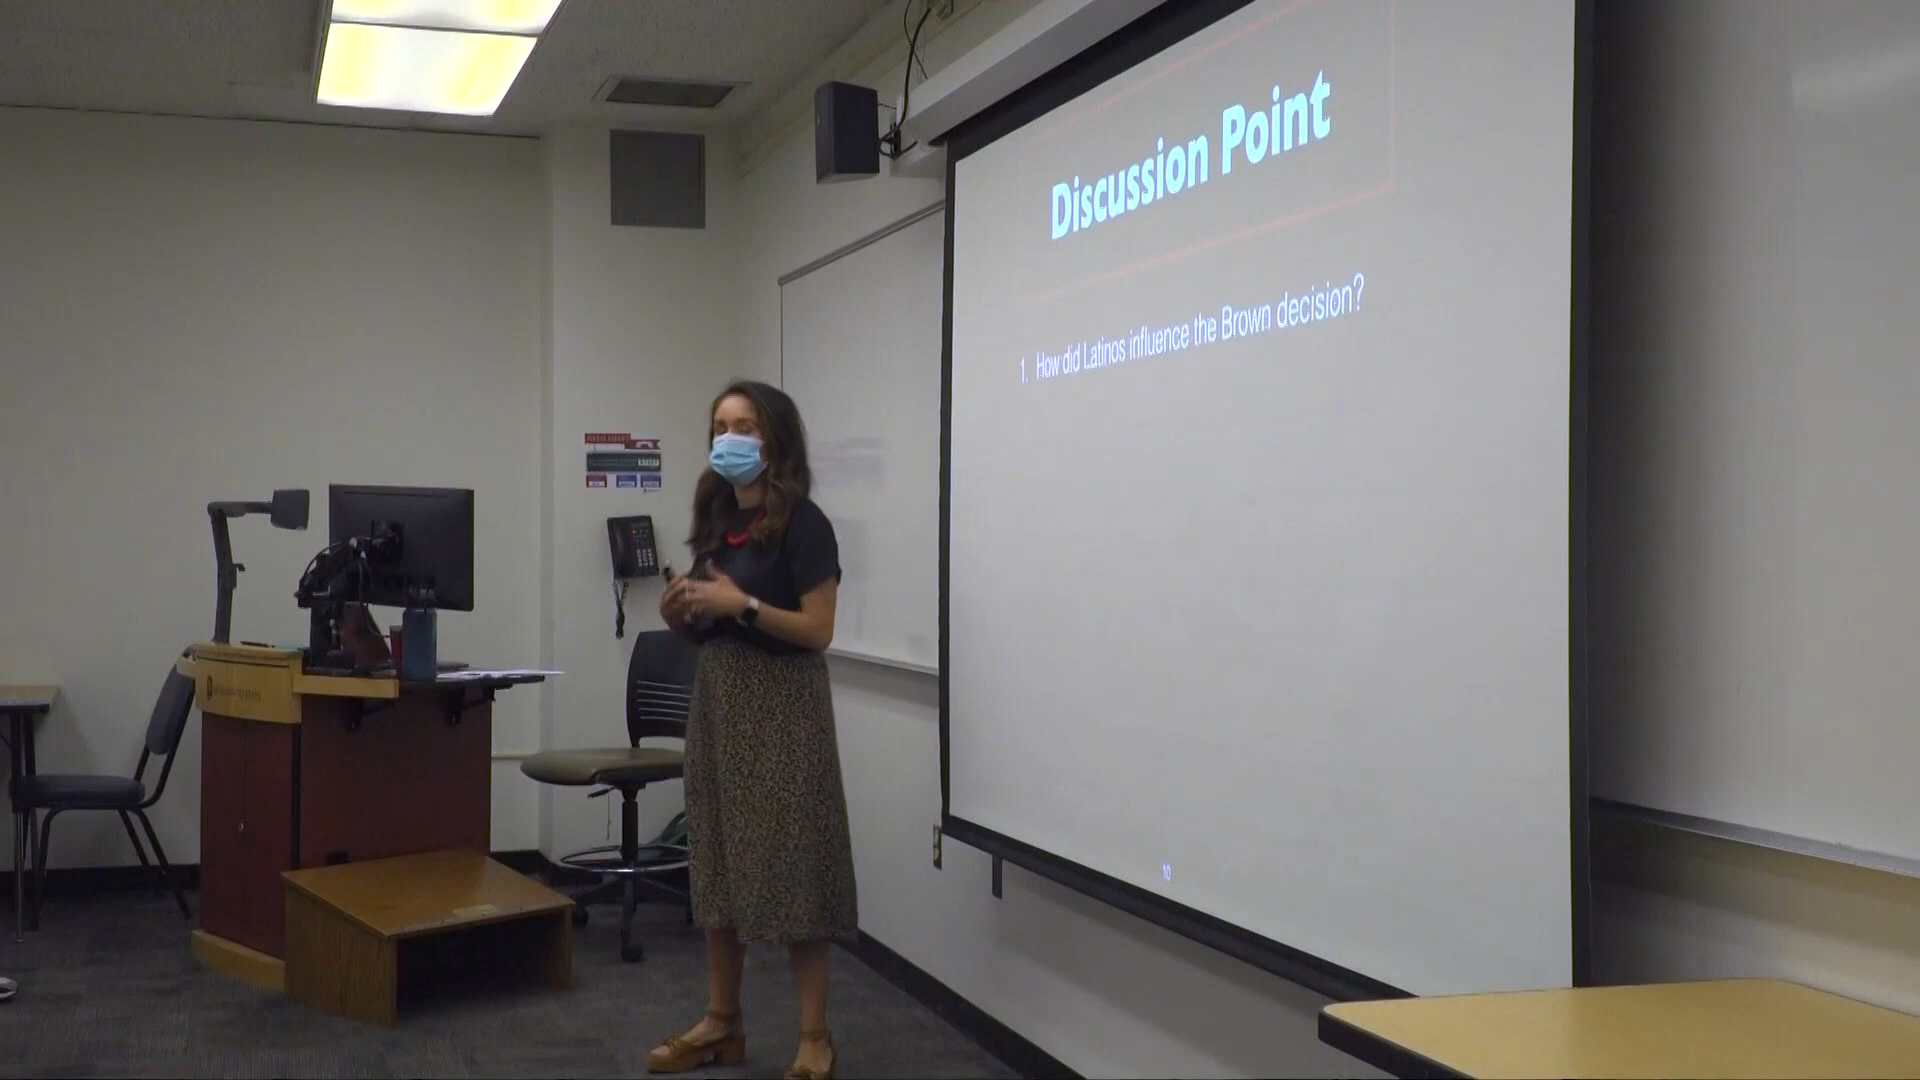 Discussion Point
1. How did Latinos influence the Brown decision?
10